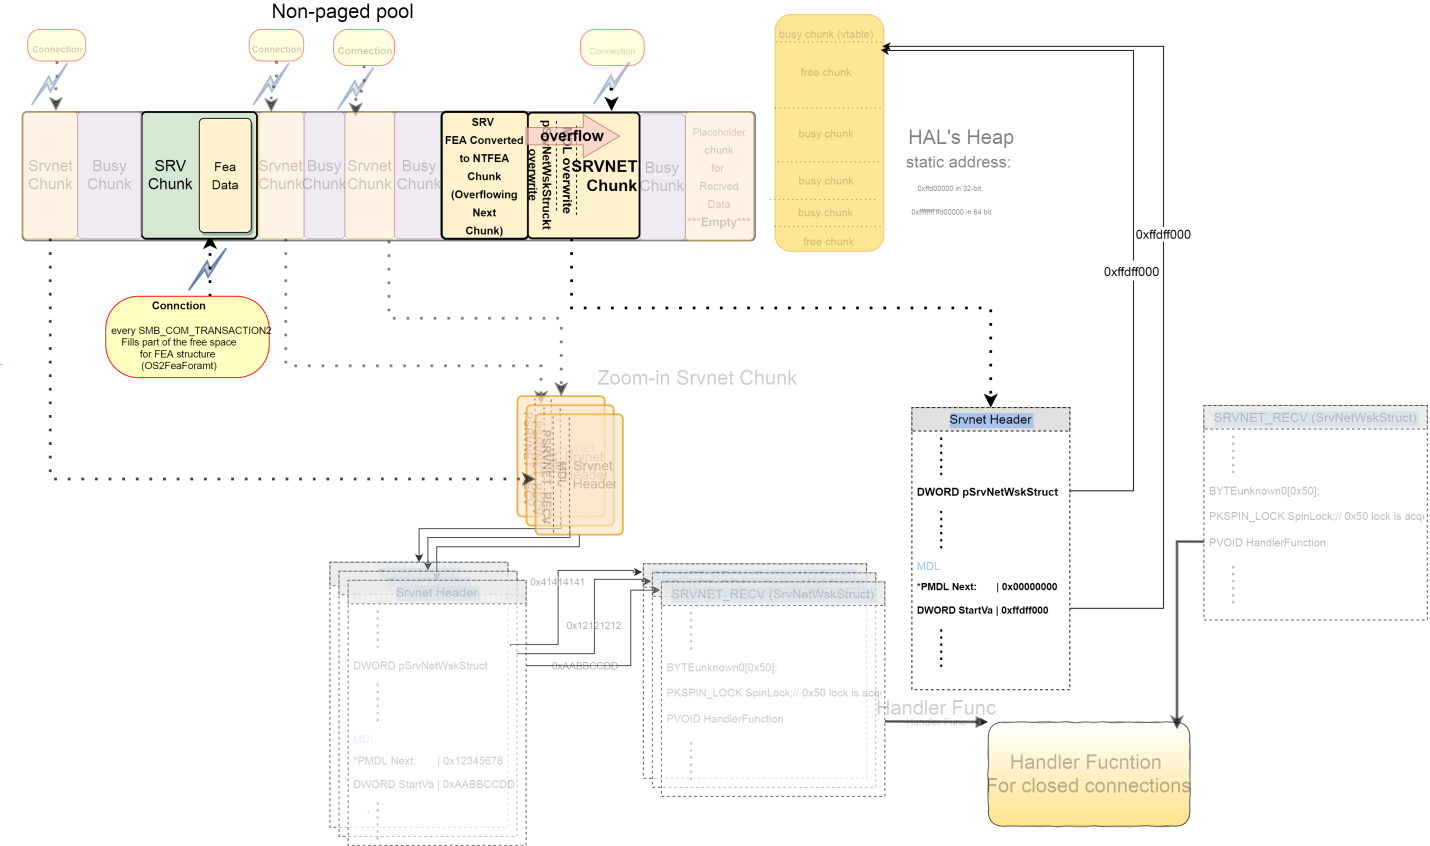 Non-paged pool
Connection
Connection
Connection
Connection
Srvnet
Chunk
Busy
Chunk
SRV
Chunk
Fea
Data
Srvnet
Chunk
Busy
Chunk
Srvnet
Chunk
Busy
Chunk
SRV
FEA Converted
to NTFEA
Chunk
(Overflowing
Next
Chunk)
overflow
pSrvNetWskStruckt
overwrite
MDL overwrite
SRVNET
Chunk
Busy
Chunk
Placeholder
chunk
for
Recived
Data
***Empty***
busy chunk (vtable)
free chunk
busy chunk
busy chunk
busy chunk
free chunk
HAL's Heap
static address:
0xffd00000 in 32-bit
0xffffffff'ffd00000 in 64 bit
0xffdff000
0xffdff000
Connction
every SMB_COM_TRANSACTION2
Fills part of the free space
for FEA structure
(OS2FeaForamt)
Zoom-in Srvnet Chunk
PSRVNET_RECV
MDL
Srvnet
Header
Srvnet Header
DWORD pSrvNetWskStruct
MDL
*PMDL Next: | 0x00000000
DWORD StartVa | 0xffdff000
SRVNET_RECV (SrvNetWskStruct)
BYTEunknown0[0x50];
PKSPIN_LOCK SpinLock;// 0x50 lock is acqu
PVOID HandlerFunction
Srvnet Header
DWORD pSrvNetWskStruct
MDL
*PMDL Next: | 0x12345678
DWORD StartVa | 0xAABBCCDD
0x41414141
0x12121212
0xAABBCCDD
SRVNET_RECV (SrvNetWskStruct)
BYTEunknown0[0x50];
PKSPIN_LOCK SpinLock;// 0x50 lock is acqu
PVOID HandlerFunction
Handler Func
Handler Func
Handler Fucntion
For closed connections